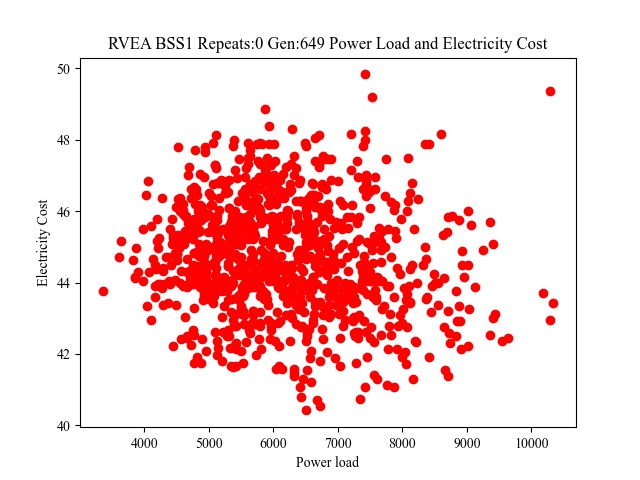 RVEA BSS1 Repeats:0 Gen:649 Power Load and Electricity Cost
50
48
46
44
42
40
Electricity Cost
4000 5000 6000 7000 8000 9000 10000
Power load